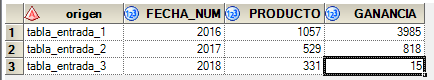 origen FECHA_NUM PRODUCTO GANANCIA
1 tabla_entrada_1 2016 1057 3985
2 tabla_entrada_2 2017 529 818
3 tabla_entrada_3 2018 331 15